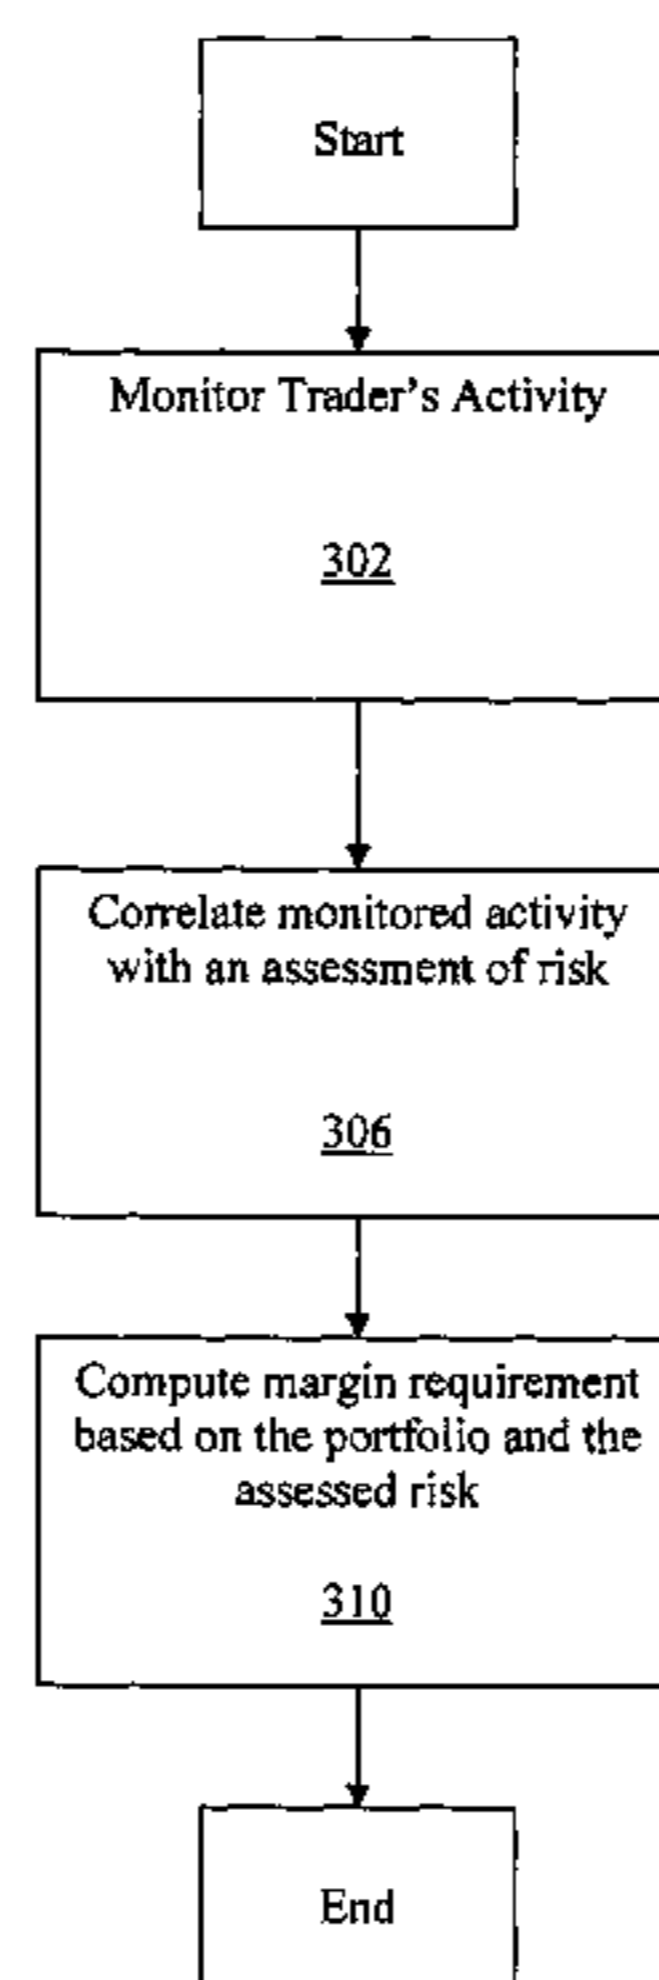 Start
Monitor Trader's Activity
302
Correlate monitored activity
with an assessment of risk
306
Compute margin requirement
based on the portfolio and the
assessed risk
310
End